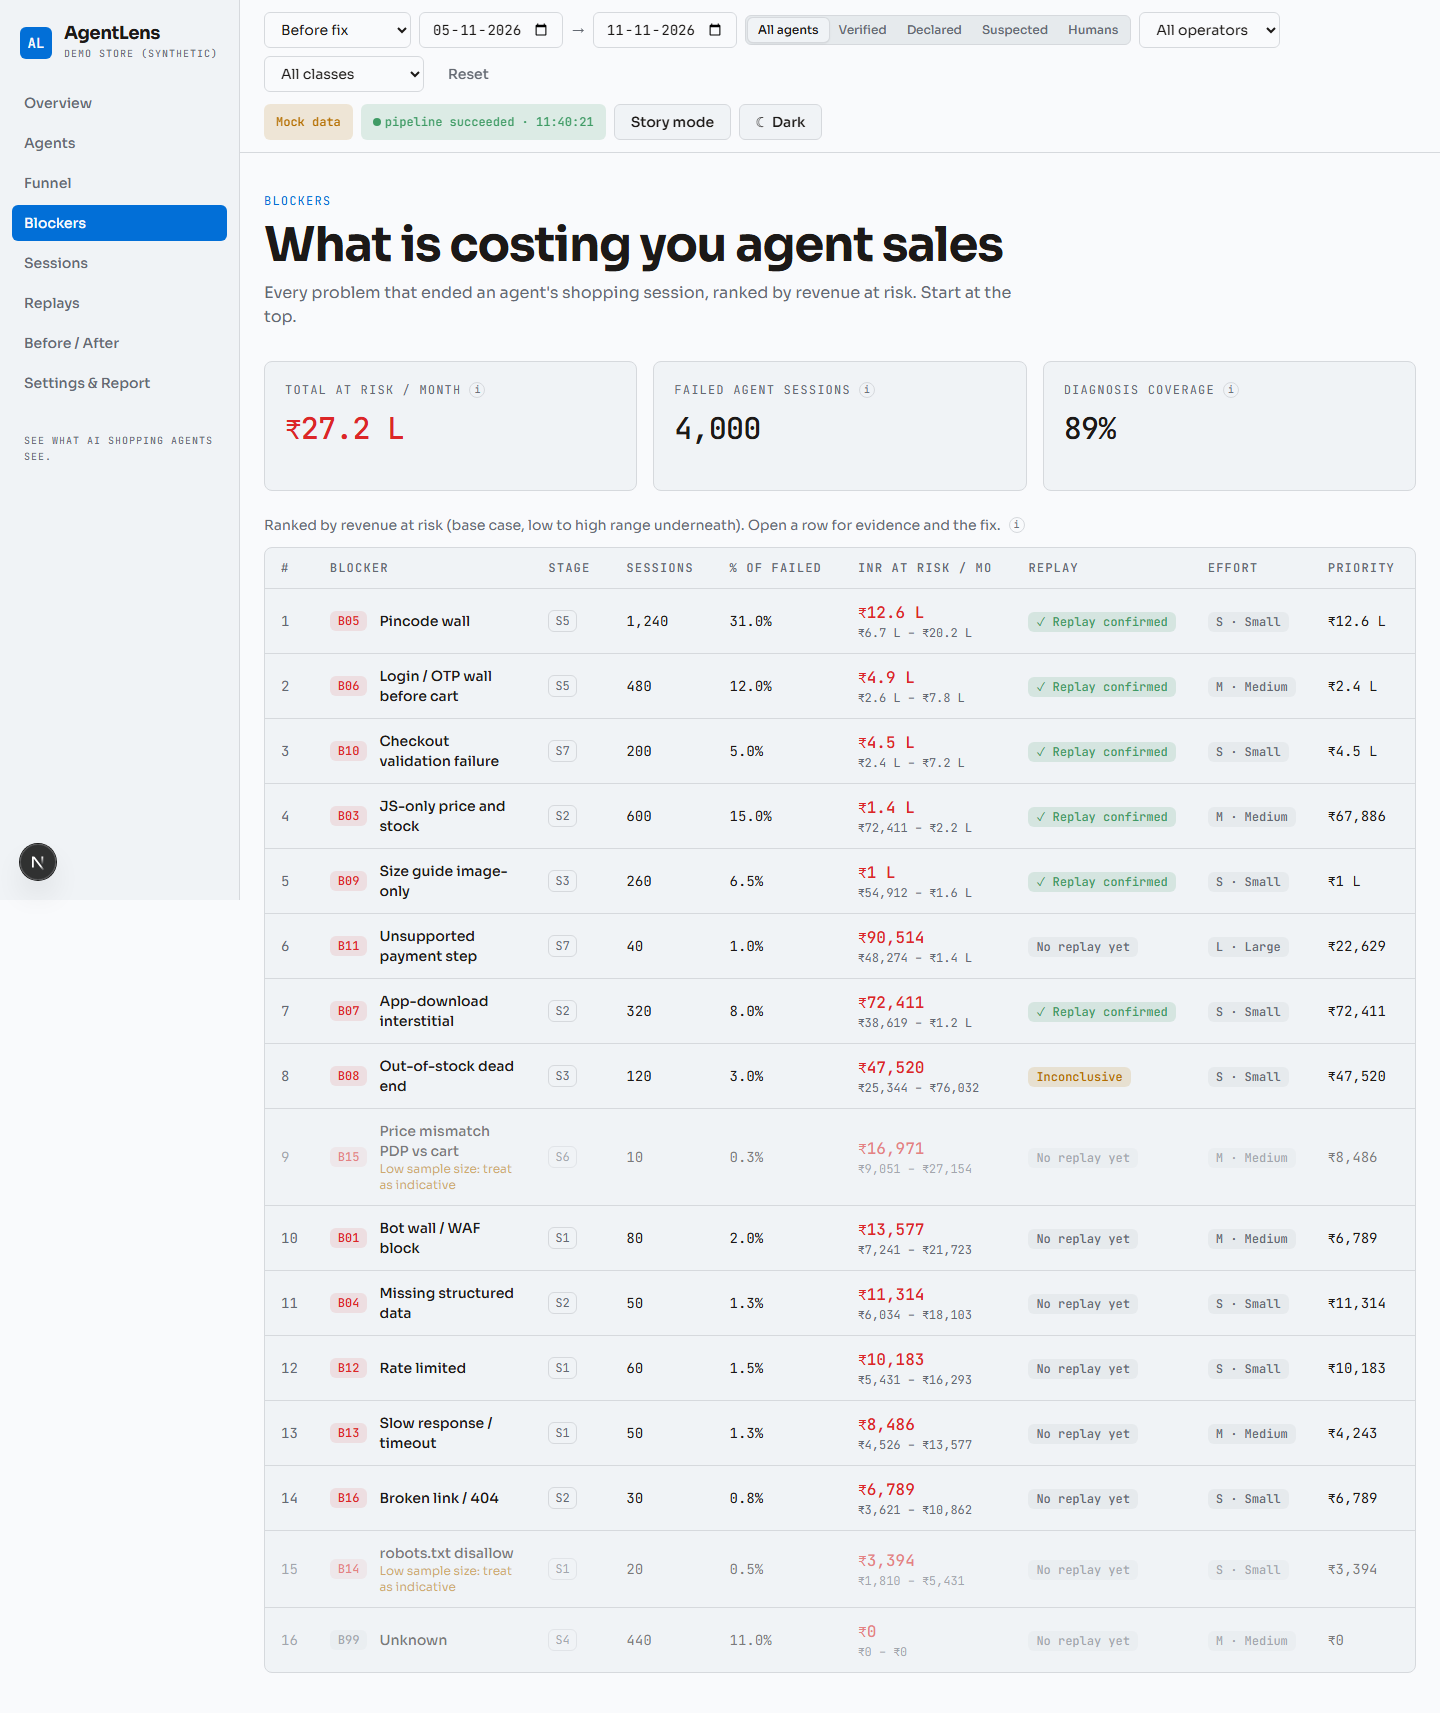 AL
AgentLens
DEMO STORE (SYNTHETIC)
Overview
Agents
Funnel
Blockers
Sessions
Replays
Before / After
Settings & Report
SEE WHAT AI SHOPPING AGENTS
SEE.
N
Before fix
05-11-2026 → 11-11-2026
All agents Verified Declared Suspected Humans
All operators
All classes
Reset
Mock data
pipeline succeeded · 11:40:21
Story mode
☾ Dark
BLOCKERS
What is costing you agent sales
Every problem that ended an agent's shopping session, ranked by revenue at risk. Start at the
top.
TOTAL AT RISK / MONTH i
₹27.2 L
FAILED AGENT SESSIONS i
4,000
DIAGNOSIS COVERAGE i
89%
Ranked by revenue at risk (base case, low to high range underneath). Open a row for evidence and the fix. i
# BLOCKER STAGE SESSIONS % OF FAILED INR AT RISK / MO REPLAY EFFORT PRIORITY
1 B05 Pincode wall S5 1,240 31.0% ₹12.6 L ✓ Replay confirmed S · Small ₹12.6 L
₹6.7 L – ₹20.2 L
2 B06 Login / OTP wall S5 480 12.0% ₹4.9 L ✓ Replay confirmed M · Medium ₹2.4 L
before cart ₹2.6 L – ₹7.8 L
3 B10 Checkout S7 200 5.0% ₹4.5 L ✓ Replay confirmed S · Small ₹4.5 L
validation failure ₹2.4 L – ₹7.2 L
4 B03 JS-only price and S2 600 15.0% ₹1.4 L ✓ Replay confirmed M · Medium ₹67,886
stock ₹72,411 – ₹2.2 L
5 B09 Size guide image- S3 260 6.5% ₹1 L ✓ Replay confirmed S · Small ₹1 L
only ₹54,912 – ₹1.6 L
6 B11 Unsupported S7 40 1.0% ₹90,514 No replay yet L · Large ₹22,629
payment step ₹48,274 – ₹1.4 L
7 B07 App-download S2 320 8.0% ₹72,411 ✓ Replay confirmed S · Small ₹72,411
interstitial ₹38,619 – ₹1.2 L
8 B08 Out-of-stock dead S3 120 3.0% ₹47,520 Inconclusive S · Small ₹47,520
end ₹25,344 – ₹76,032
9 B15 Price mismatch S6 10 0.3% ₹16,971 No replay yet M · Medium ₹8,486
PDP vs cart ₹9,051 – ₹27,154
Low sample size: treat
as indicative
10 B01 Bot wall / WAF S1 80 2.0% ₹13,577 No replay yet M · Medium ₹6,789
block ₹7,241 – ₹21,723
11 B04 Missing structured S2 50 1.3% ₹11,314 No replay yet S · Small ₹11,314
data ₹6,034 – ₹18,103
12 B12 Rate limited S1 60 1.5% ₹10,183 No replay yet S · Small ₹10,183
₹5,431 – ₹16,293
13 B13 Slow response / S1 50 1.3% ₹8,486 No replay yet M · Medium ₹4,243
timeout ₹4,526 – ₹13,577
14 B16 Broken link / 404 S2 30 0.8% ₹6,789 No replay yet S · Small ₹6,789
₹3,621 – ₹10,862
15 B14 robots.txt disallow S1 20 0.5% ₹3,394 No replay yet S · Small ₹3,394
Low sample size: treat ₹1,810 – ₹5,431
as indicative
16 B99 Unknown S4 440 11.0% ₹0 No replay yet M · Medium ₹0
₹0 – ₹0